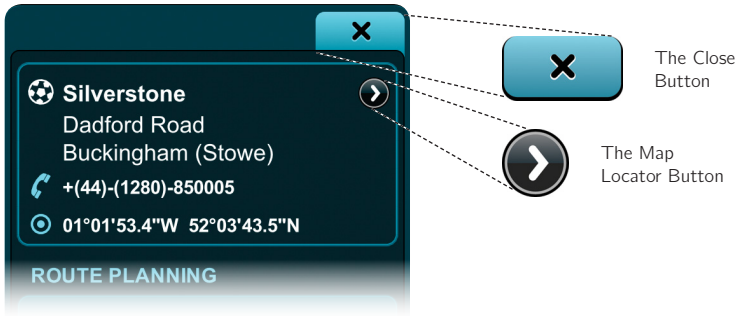 Silverstone
Dadford Road
Buckingham (Stowe)
+(44)-(1280)-850005
01°01'53.4"W 52°03'43.5"N
ROUTE PLANNING
The Close
Button
The Map
Locator Button